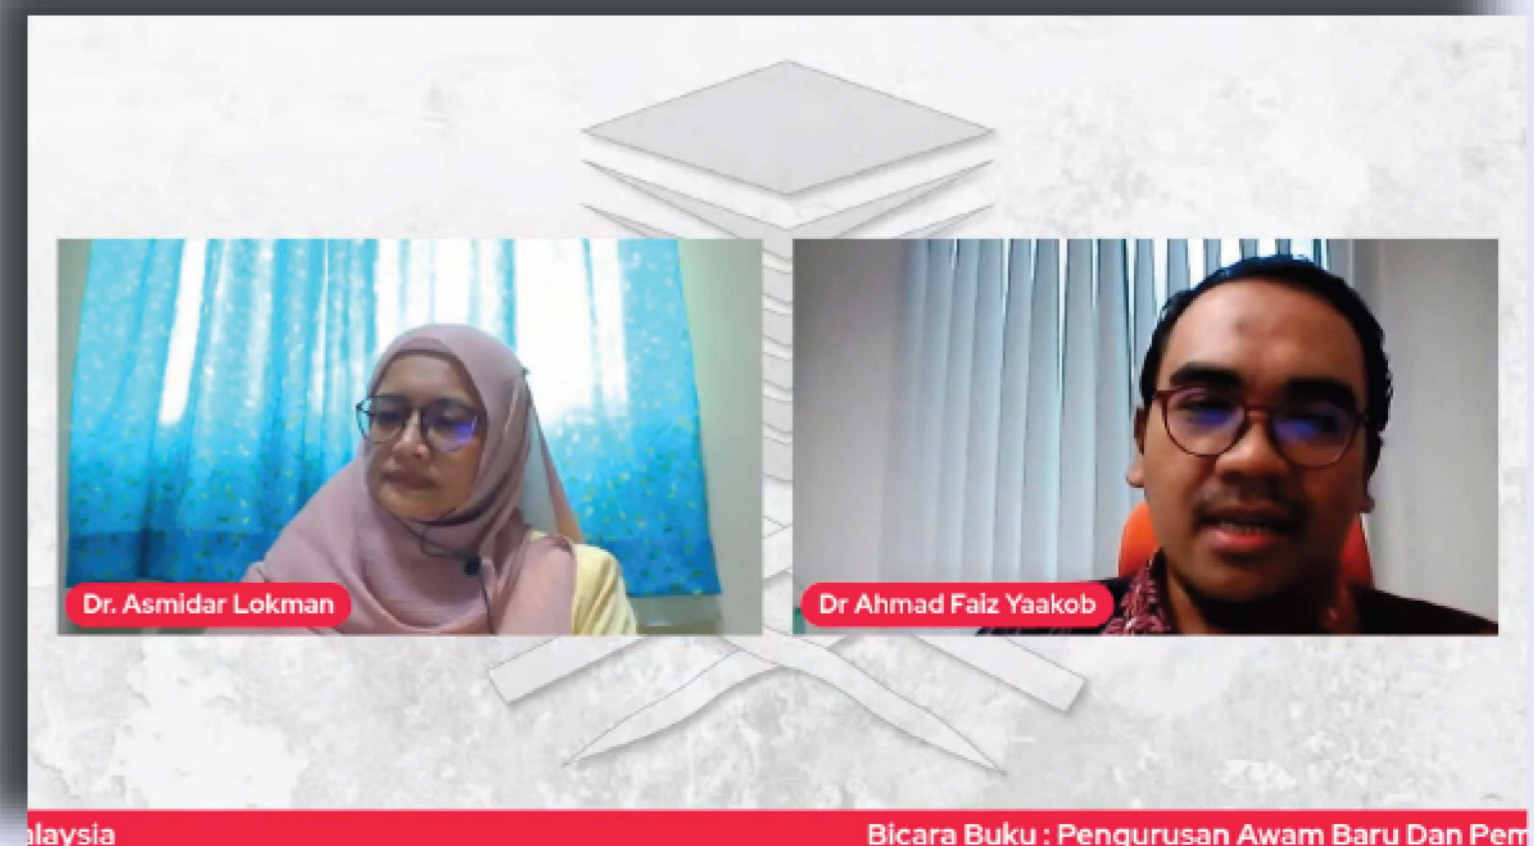 Dr. Asmidar Lokman
Dr Ahmad Faiz Yaakob
alaysia
Bicara Buku : Pengurusan Awam Baru Dan Pem